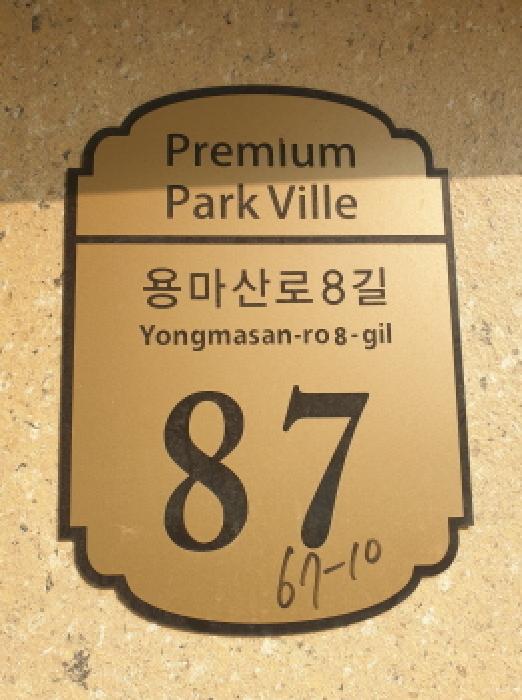 Premium
Park Ville
용마산로8길
Yongmasan-ro 8-gil
87
67-10